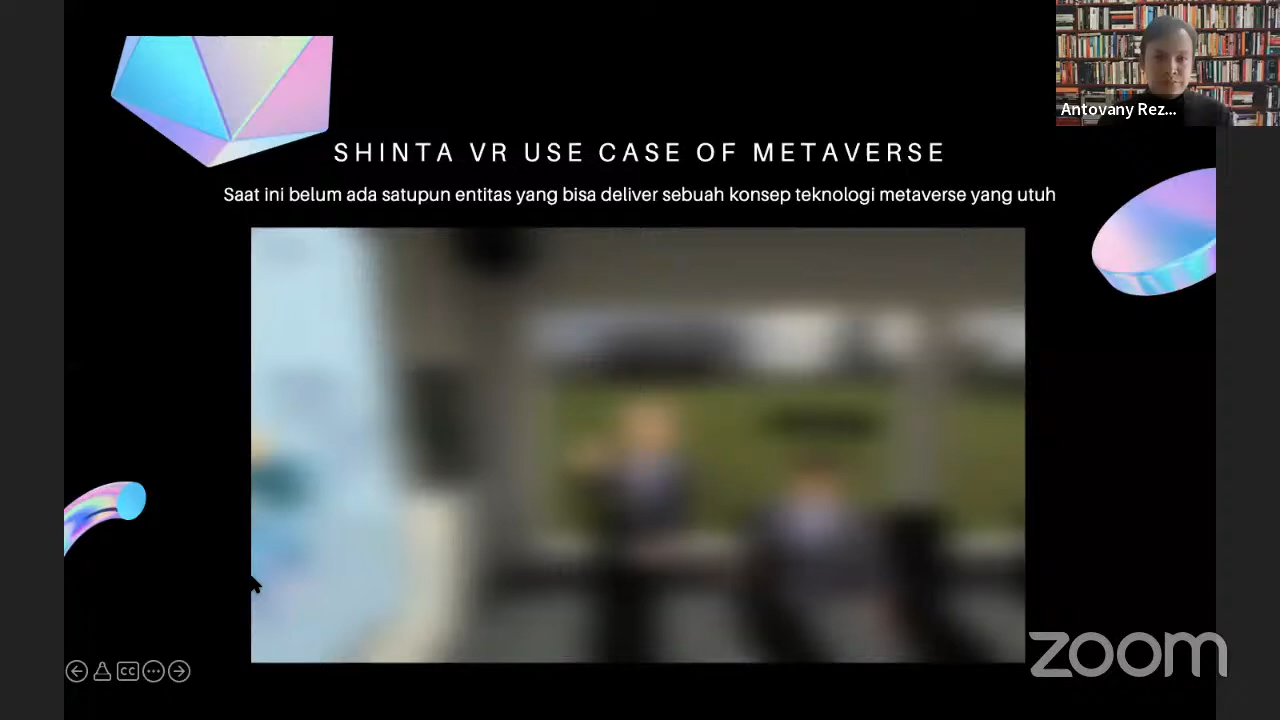 Antovany Rez...
SHINTA VR USE CASE OF METAVERSE
Saat ini belum ada satupun entitas yang bisa deliver sebuah konsep teknologi metaverse yang utuh
CC
zoom